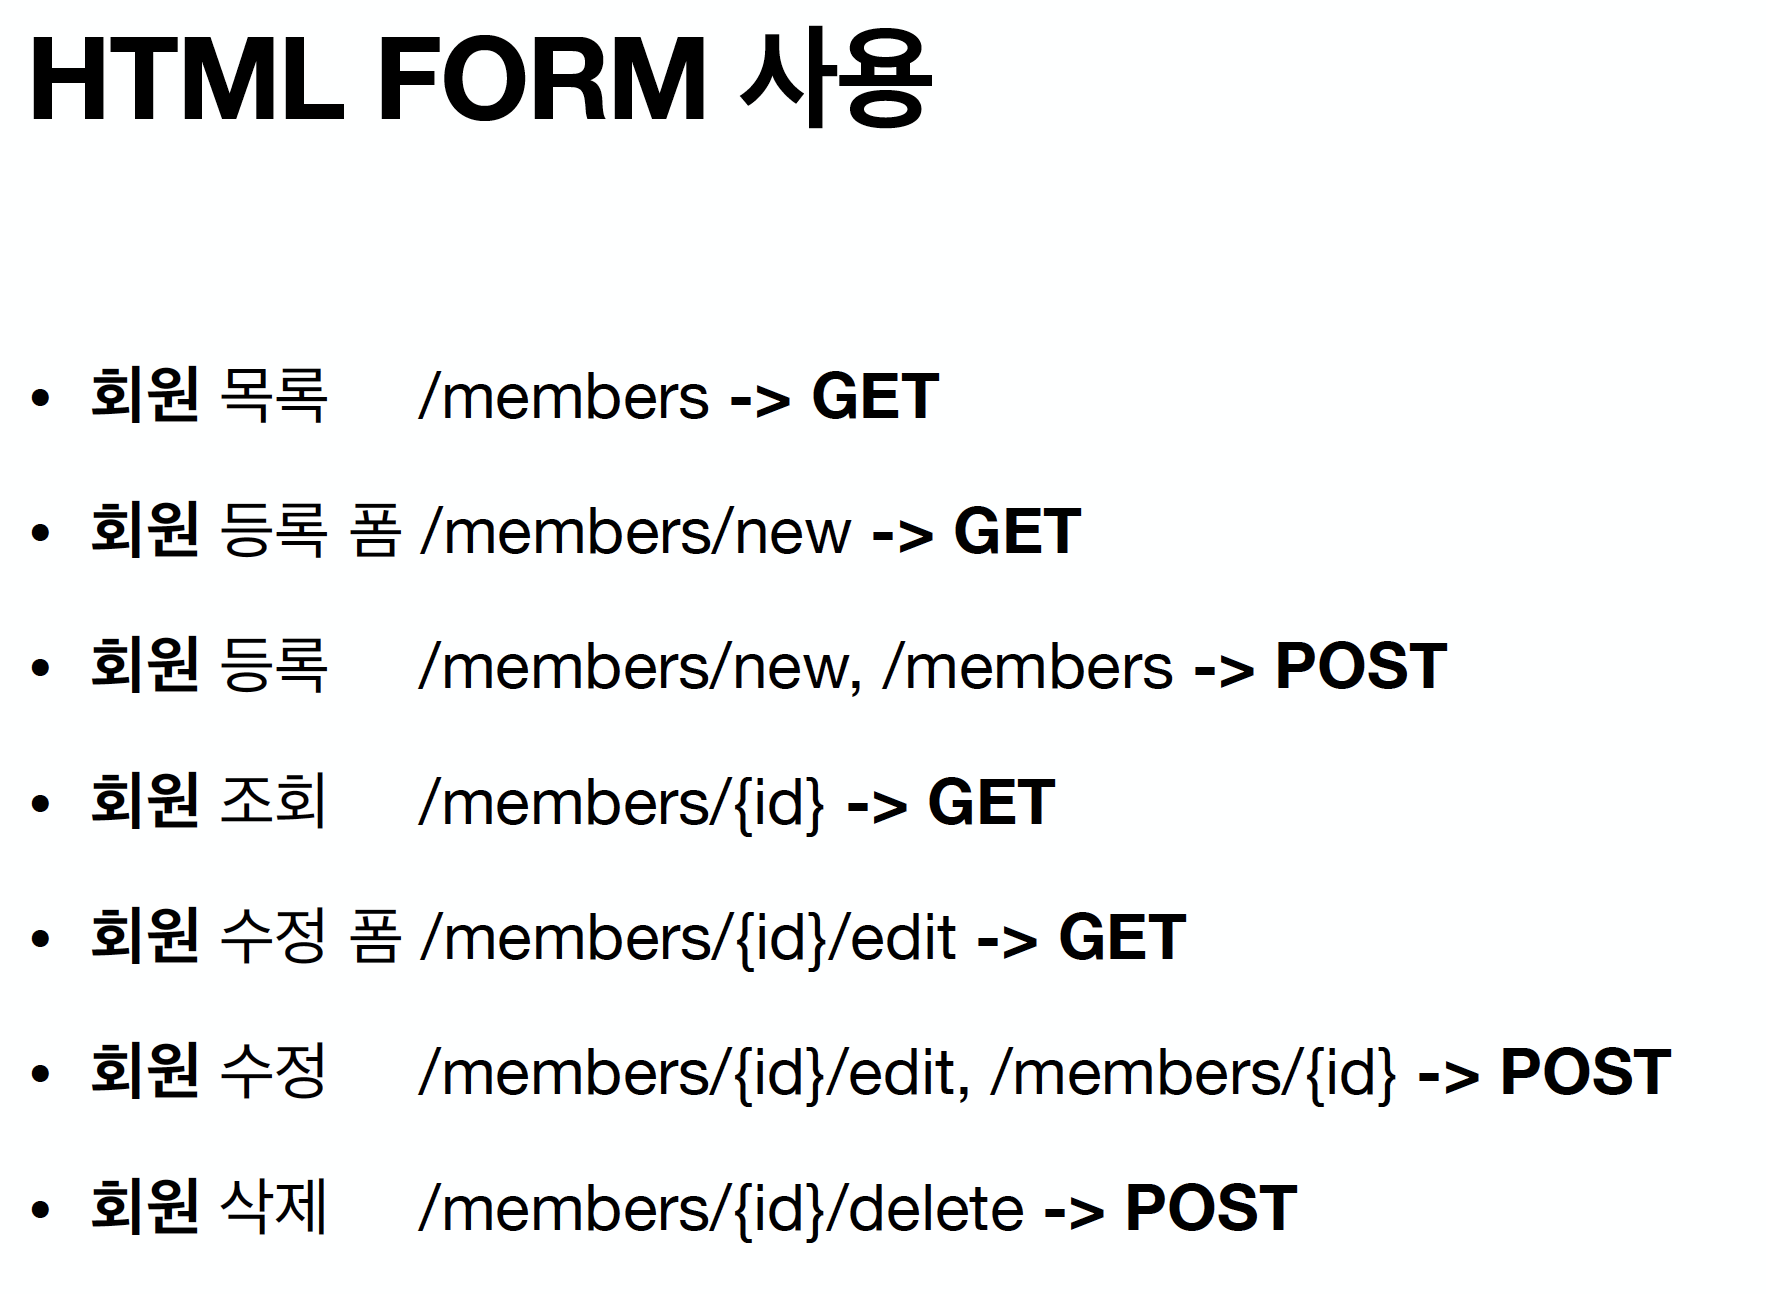 HTML FORM 사용
• 회원 목록 /members -> GET
• 회원 등록 폼 /members/new -> GET
• 회원 등록 /members/new, /members -> POST
• 회원 조회 /members/{id} -> GET
• 회원 수정 폼 /members/{id}/edit -> GET
• 회원 수정 /members/{id}/edit, /members/{id} -> POST
• 회원 삭제 /members/{id}/delete -> POST